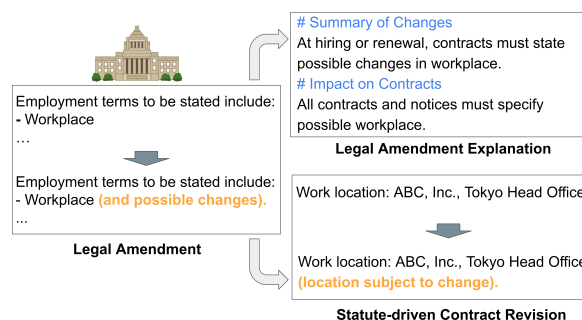 Employment terms to be stated include:
- Workplace
...
Employment terms to be stated include:
- Workplace (and possible changes).
...
Legal Amendment
# Summary of Changes
At hiring or renewal, contracts must state
possible changes in workplace.
# Impact on Contracts
All contracts and notices must specify
possible workplace.
Legal Amendment Explanation
Work location: ABC, Inc., Tokyo Head Office
Work location: ABC, Inc., Tokyo Head Office
(location subject to change).
Statute-driven Contract Revision